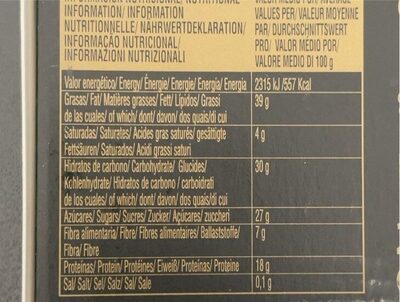 INFORMATION/ INFORMATION
NUTRITIONNELLE/ NÄHRWERTDEKLARATION/
INFORMAÇÃO NUTRICIONAL/
INFORMAZIONI NUTRIZIONALI
VALUES PER/ VALEUR MOYENNE
PAR/ DURCHSCHNITTSWERT
PRO/ VALOR MEDIO POR/
VALORE MEDIO DI 100 g
Valor energético/ Energy/ Énergie/ Energie/ Energia/ Energia 2315 kJ /557 Kcal
Grasas/ Fat/ Matières grasses/ Fett/ Lípidos/ Grassi 39 g
de las cuales/ of which/ dont/ davon/ dos quais/di cui
Saturadas/ Saturates/ Acides gras saturés/ gesättigte 4 g
Fettsäuren/ Saturados/ Acidi grassi saturi
Hidratos de carbono/ Carbohydrate/ Glucides/ 30 g
Kohlenhydrate/ Hidratos de carbono/ carboidrati
de los cuales/ of which/ dont/ davon/ dos quais/di cui
Azúcares/ Sugars/ Sucres/ Zucker/ Açúcares/ zuccheri 27 g
Fibra alimentaria/ Fibre/ Fibres alimentaires/ Ballaststoffe/ 7 g
Fibra/ Fibre
Proteínas/ Protein/ Protéines/ Eiweiß/ Proteínas/ Proteine 18 g
Sal/ Salt/ Sel/ Salz/ Sal/ Sale 0,1 g